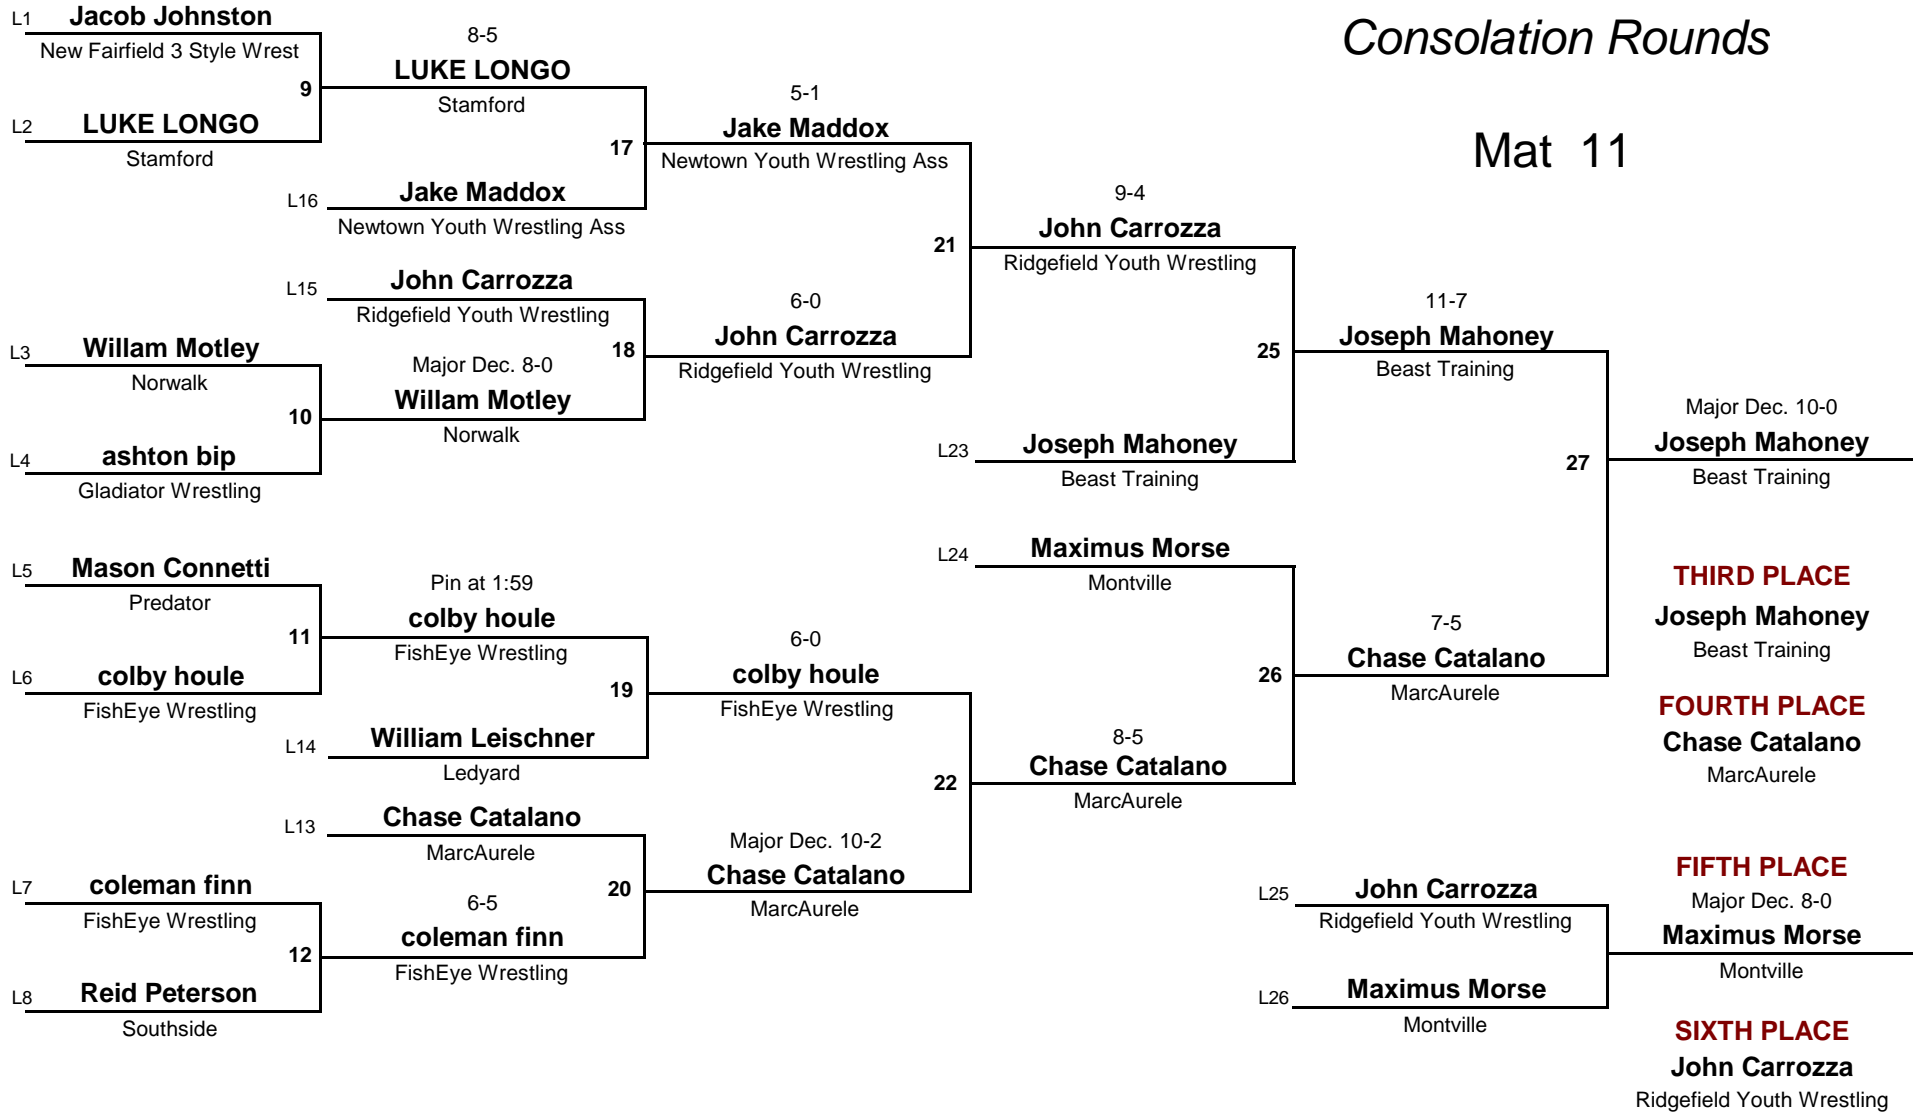 Consolation Rounds
Mat 11
L1 Jacob Johnston
New Fairfield 3 Style Wrest
9
L2 LUKE LONGO
Stamford
8-5
LUKE LONGO
Stamford
17
L16 Jake Maddox
Newtown Youth Wrestling Ass
5-1
Jake Maddox
Newtown Youth Wrestling Ass
21
L15 John Carrozza
Ridgefield Youth Wrestling
18
L3 Willam Motley
Norwalk
10
L4 ashton bip
Gladiator Wrestling
Major Dec. 8-0
Willam Motley
Norwalk
6-0
John Carrozza
Ridgefield Youth Wrestling
9-4
John Carrozza
Ridgefield Youth Wrestling
25
L23 Joseph Mahoney
Beast Training
11-7
Joseph Mahoney
Beast Training
27
Major Dec. 10-0
Joseph Mahoney
Beast Training
L5 Mason Connetti
Predator
11
L6 colby houle
FishEye Wrestling
Pin at 1:59
colby houle
FishEye Wrestling
19
L14 William Leischner
Ledyard
6-0
colby houle
FishEye Wrestling
22
L13 Chase Catalano
MarcAurele
20
L7 coleman finn
FishEye Wrestling
12
L8 Reid Peterson
Southside
6-5
coleman finn
FishEye Wrestling
Major Dec. 10-2
Chase Catalano
MarcAurele
L24 Maximus Morse
Montville
26
8-5
Chase Catalano
MarcAurele
7-5
Chase Catalano
MarcAurele
THIRD PLACE
Joseph Mahoney
Beast Training
FOURTH PLACE
Chase Catalano
MarcAurele
L25 John Carrozza
Ridgefield Youth Wrestling
L26 Maximus Morse
Montville
FIFTH PLACE
Major Dec. 8-0
Maximus Morse
Montville
SIXTH PLACE
John Carrozza
Ridgefield Youth Wrestling